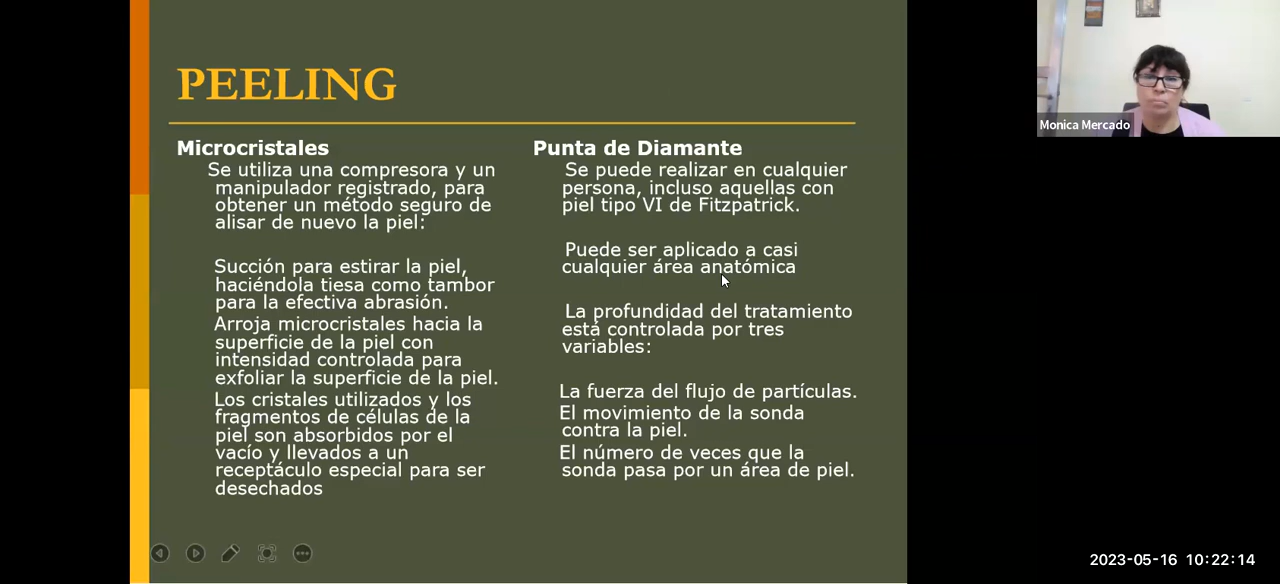 PEELING
Microcristales
Se utiliza una compresora y un
manipulador registrado, para
obtener un método seguro de
alisar de nuevo la piel:
Succión para estirar la piel,
haciéndola tiesa como tambor
para la efectiva abrasión.
Arroja microcristales hacia la
superficie de la piel con
intensidad controlada para
exfoliar la superficie de la piel.
Los cristales utilizados y los
fragmentos de células de la
piel son absorbidos por el
vacío y llevados a un
receptáculo especial para ser
desechados
Punta de Diamante
Se puede realizar en cualquier
persona, incluso aquellas con
piel tipo VI de Fitzpatrick.
Puede ser aplicado a casi
cualquier área anatómica
La profundidad del tratamiento
está controlada por tres
variables:
La fuerza del flujo de partículas.
El movimiento de la sonda
contra la piel.
El número de veces que la
sonda pasa por un área de piel.
Monica Mercado
2023-05-16 10:22:14